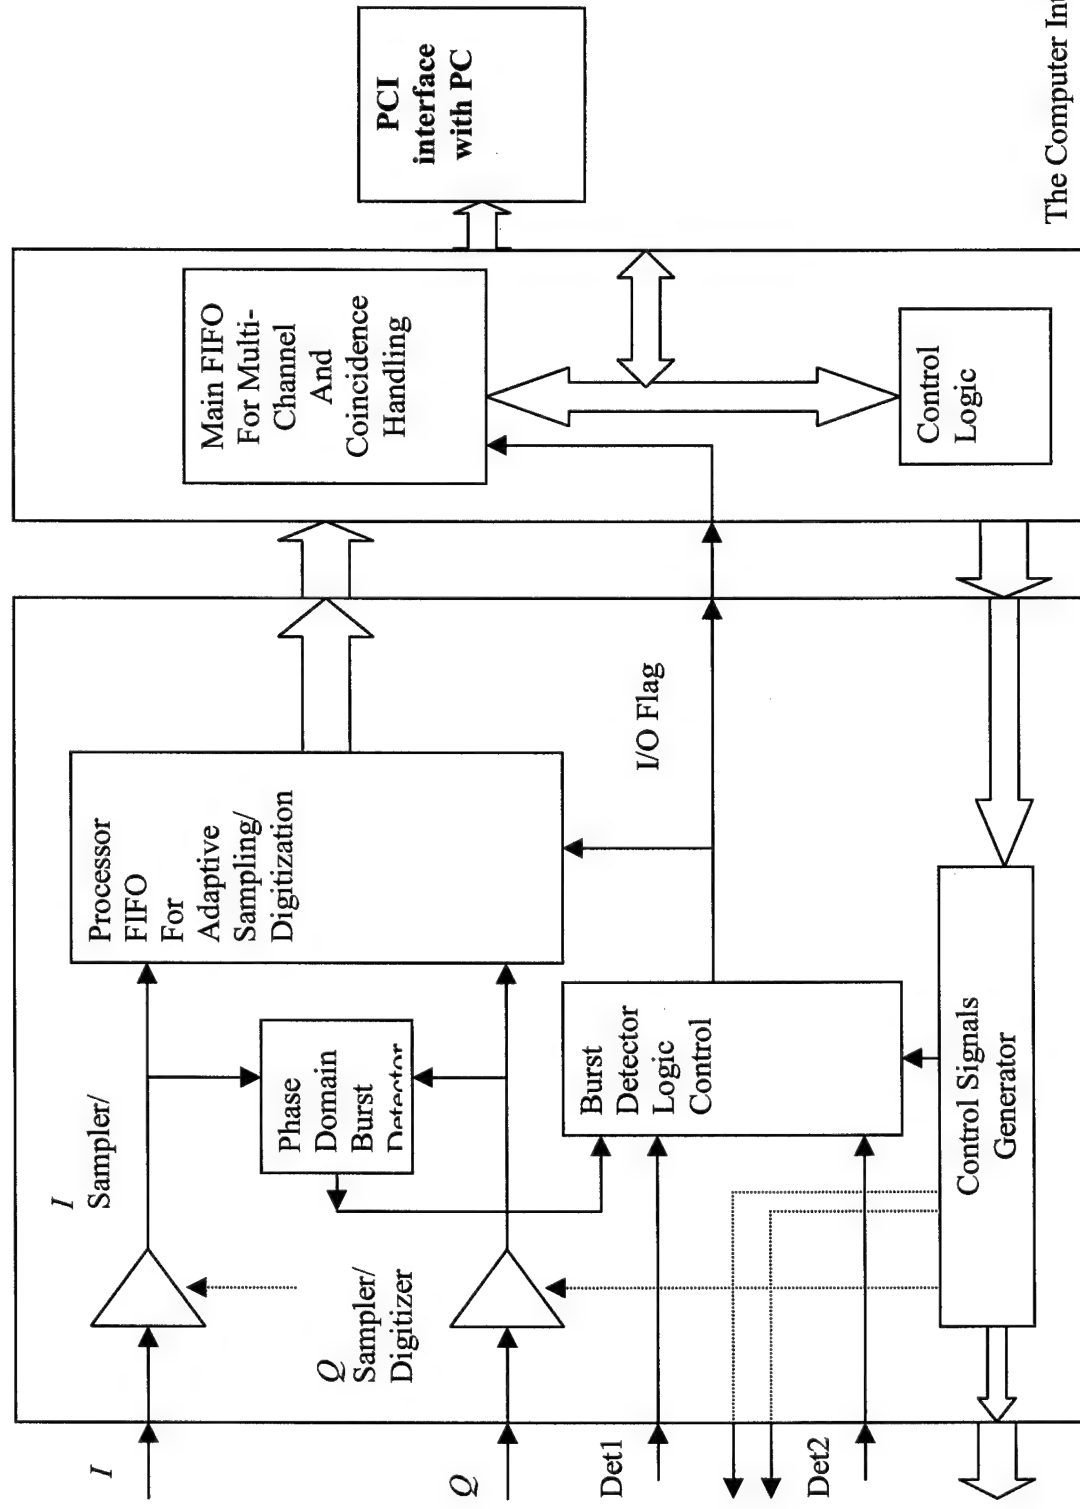 I
I
Sampler/
Q
Q
Sampler/
Digitizer
Det1
Det2
Phase
Domain
Burst
Detector
Processor
FIFO
For
Adaptive
Sampling/
Digitization
Burst
Detector
Logic
Control
I/O Flag
Control Signals
Generator
Main FIFO
For Multi-
Channel
And
Coincidence
Handling
Control
Logic
PCI
interface
with PC
The Computer